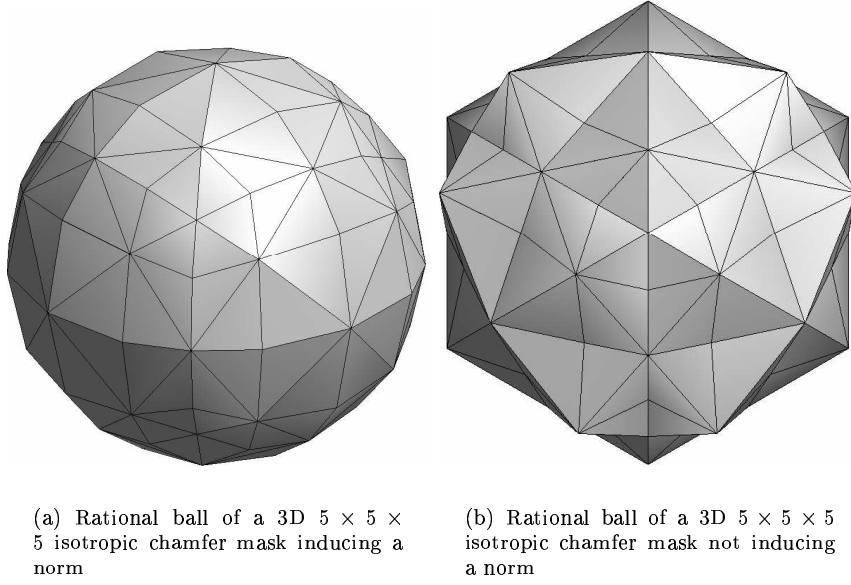 (a) Rational ball of a 3D 5 × 5 ×
5 isotropic chamfer mask inducing a
norm
(b) Rational ball of a 3D 5 × 5 × 5
isotropic chamfer mask not inducing
a norm